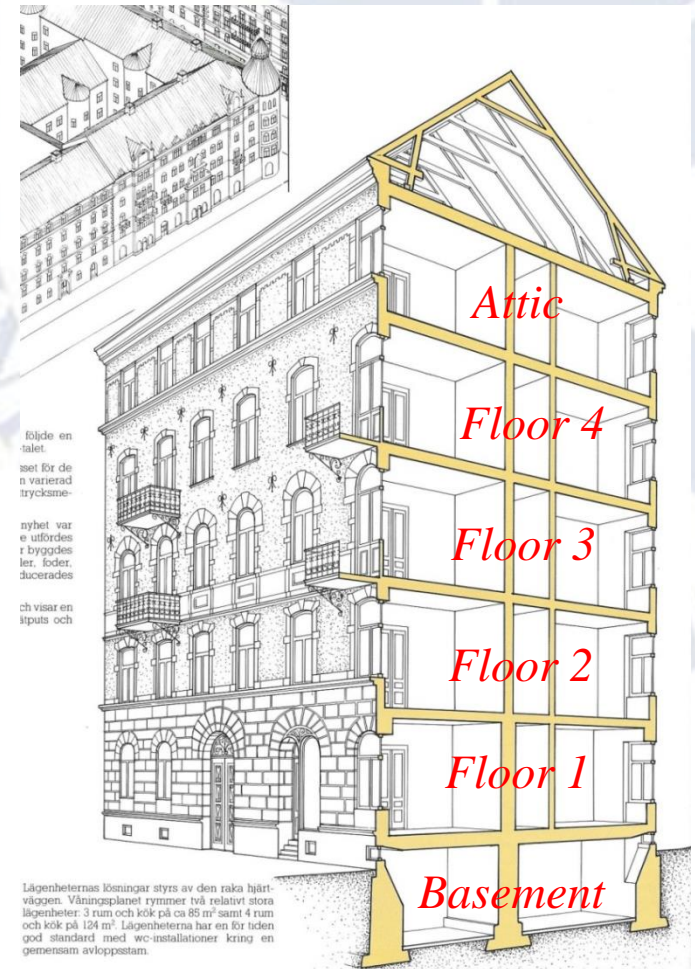 Attic
Floor 4
Floor 3
Floor 2
Floor 1
Basement
följde en
-talet.
sset för de
n varierad
ttrycksme-
nyhet var
e utfördes
r byggdes
ler, foder,
ducerades
ch visar en
ätputs och
Lägenheternas lösningar styrs av den raka hjärt-
väggen. Våningsplanet rymmer två relativt stora
lägenheter: 3 rum och kök på ca 85 m² samt 4 rum
och kök på 124 m². Lägenheterna har en för tiden
god standard med wc-installationer kring en
gemensam avloppsstam.